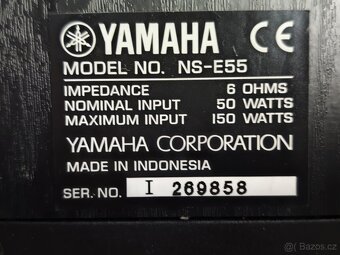 YAMAHA CE
MODEL NO. NS-E55
IMPEDANCE 6 OHMS
NOMINAL INPUT 50 WATTS
MAXIMUM INPUT 150 WATTS
YAMAHA CORPORATION
MADE IN INDONESIA
SER. NO. I 269858
Bazoš.cz